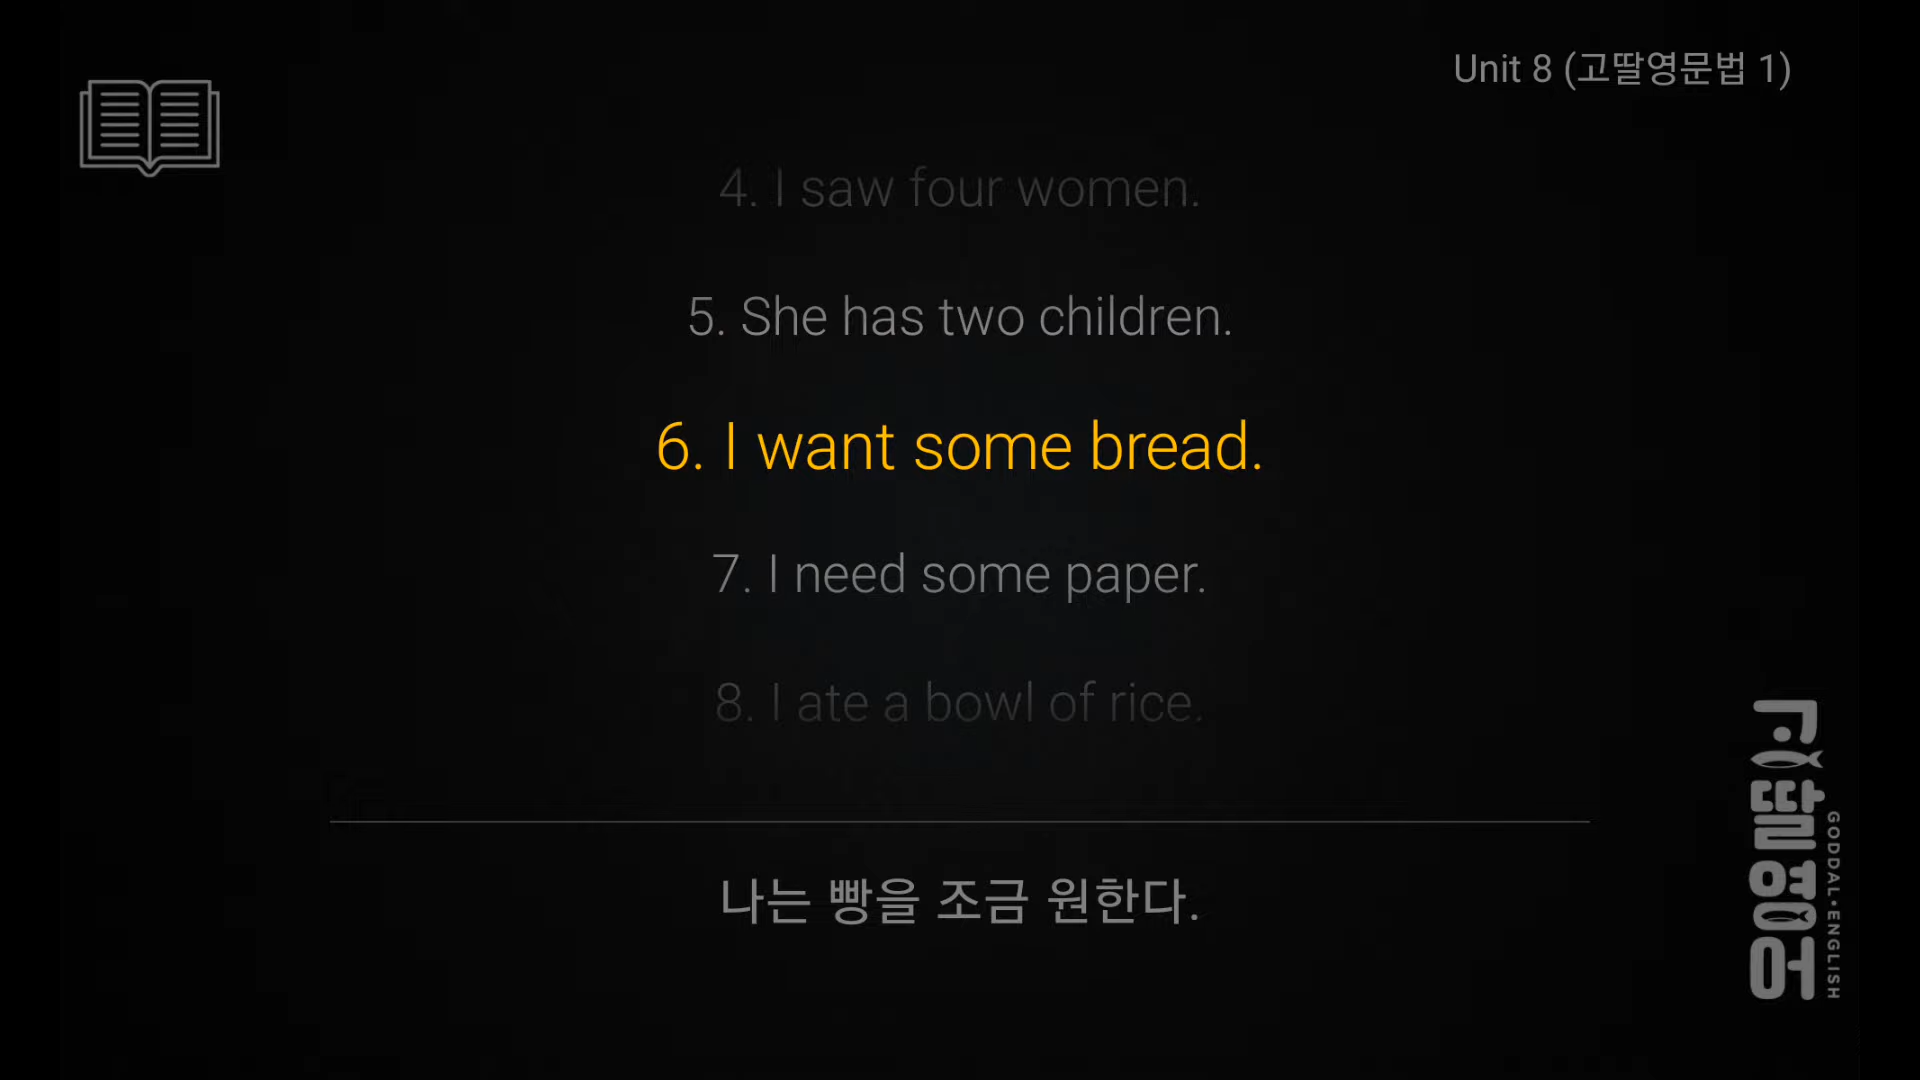 Unit 8 (고딸영문법 1)
4. I saw four women.
5. She has two children.
6. I want some bread.
7. I need some paper.
8. I ate a bowl of rice.
나는 빵을 조금 원한다.
고딸영어
GODDAL•ENGLISH